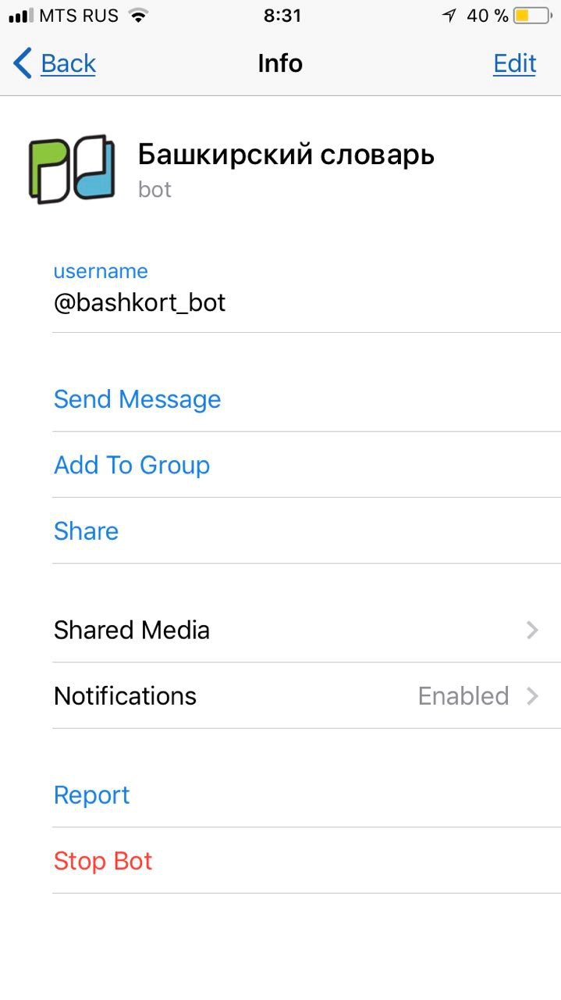 MTS RUS 8:31 40 %
Back Info Edit
Башкирский словарь
bot
username
@bashkort_bot
Send Message
Add To Group
Share
Shared Media
Notifications Enabled
Report
Stop Bot